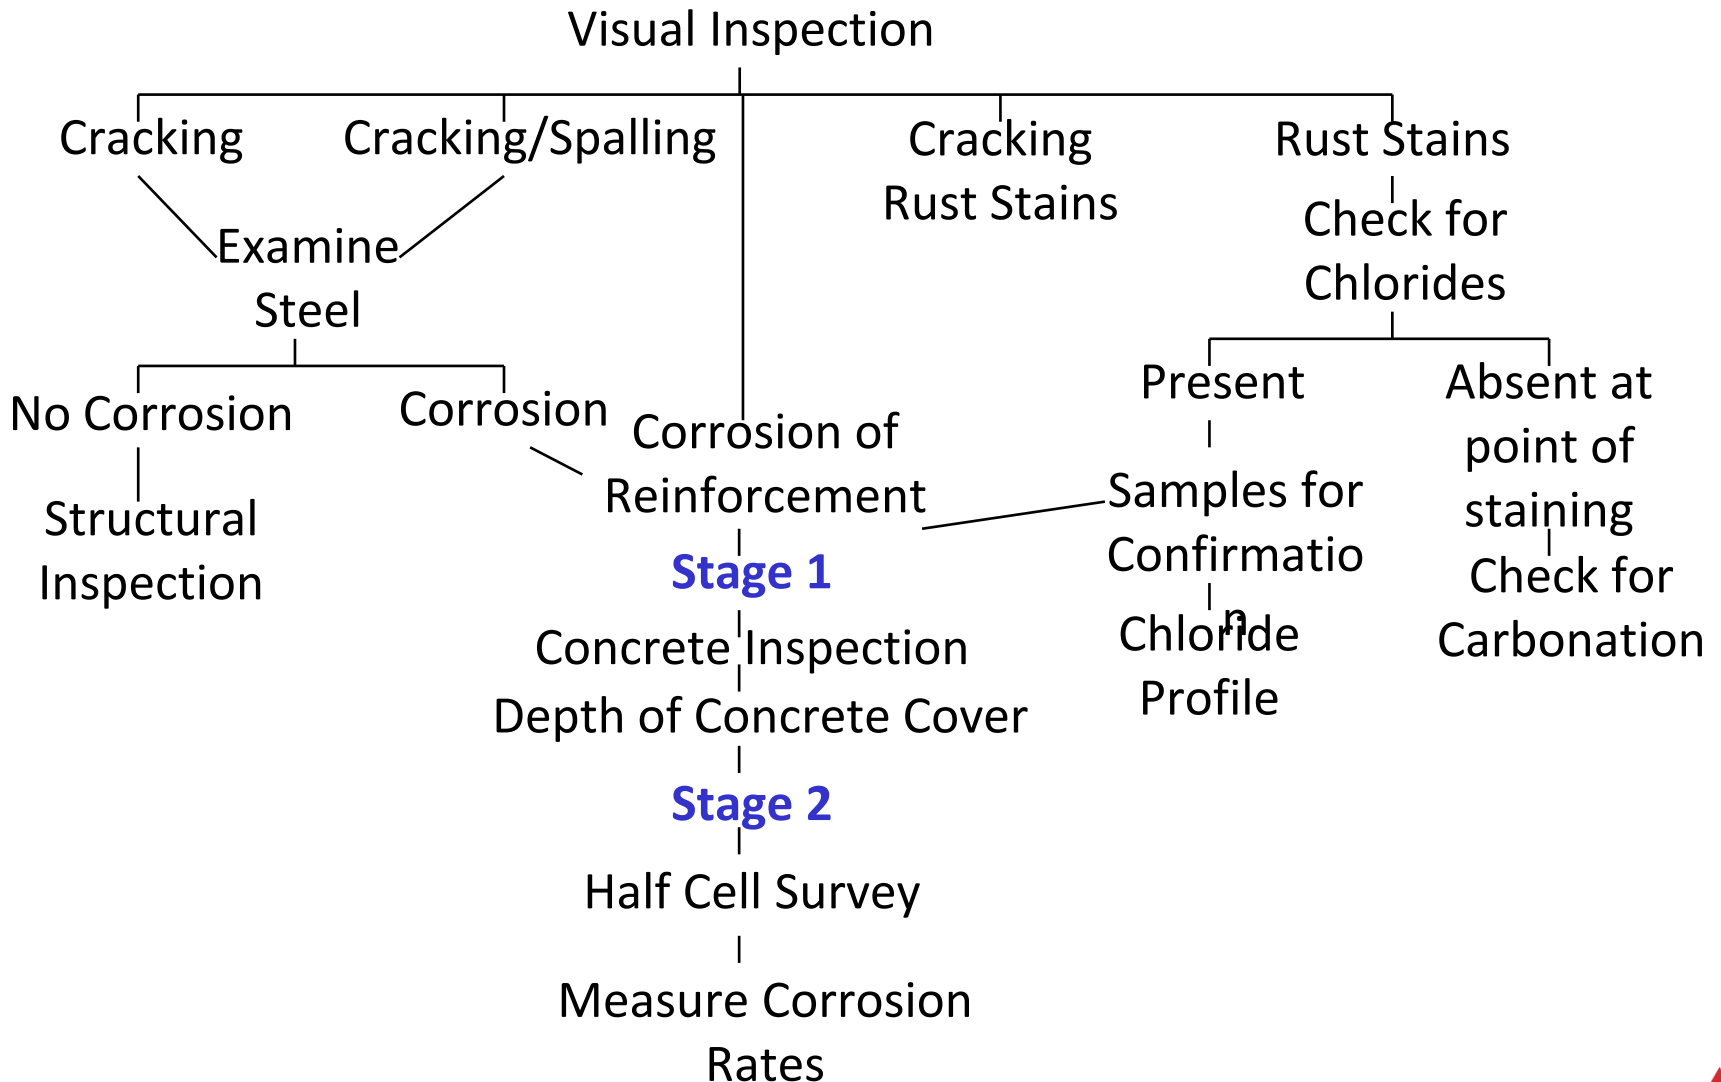 Visual Inspection
Cracking
Cracking/Spalling
Cracking
Rust Stains
Rust Stains
Check for
Chlorides
Examine
Steel
No Corrosion
Corrosion
Structural
Inspection
Corrosion of
Reinforcement
Present
Absent at
point of
staining
Samples for
Confirmatio
n
Chloride
Profile
Check for
Carbonation
Stage 1
Concrete Inspection
Depth of Concrete Cover
Stage 2
Half Cell Survey
Measure Corrosion
Rates